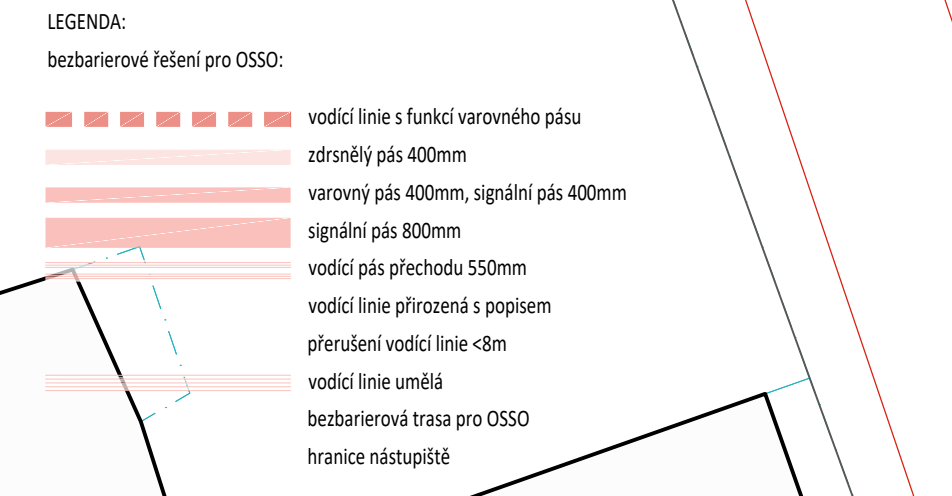 LEGENDA:
bezbarierové řešení pro OSSO:
vodící linie s funkcí varovného pásu
zdrsnělý pás 400mm
varovný pás 400mm, signální pás 400mm
signální pás 800mm
vodící pás přechodu 550mm
vodící linie přirozená s popisem
přerušení vodící linie <8m
vodící linie umělá
bezbarierová trasa pro OSSO
hranice nástupiště